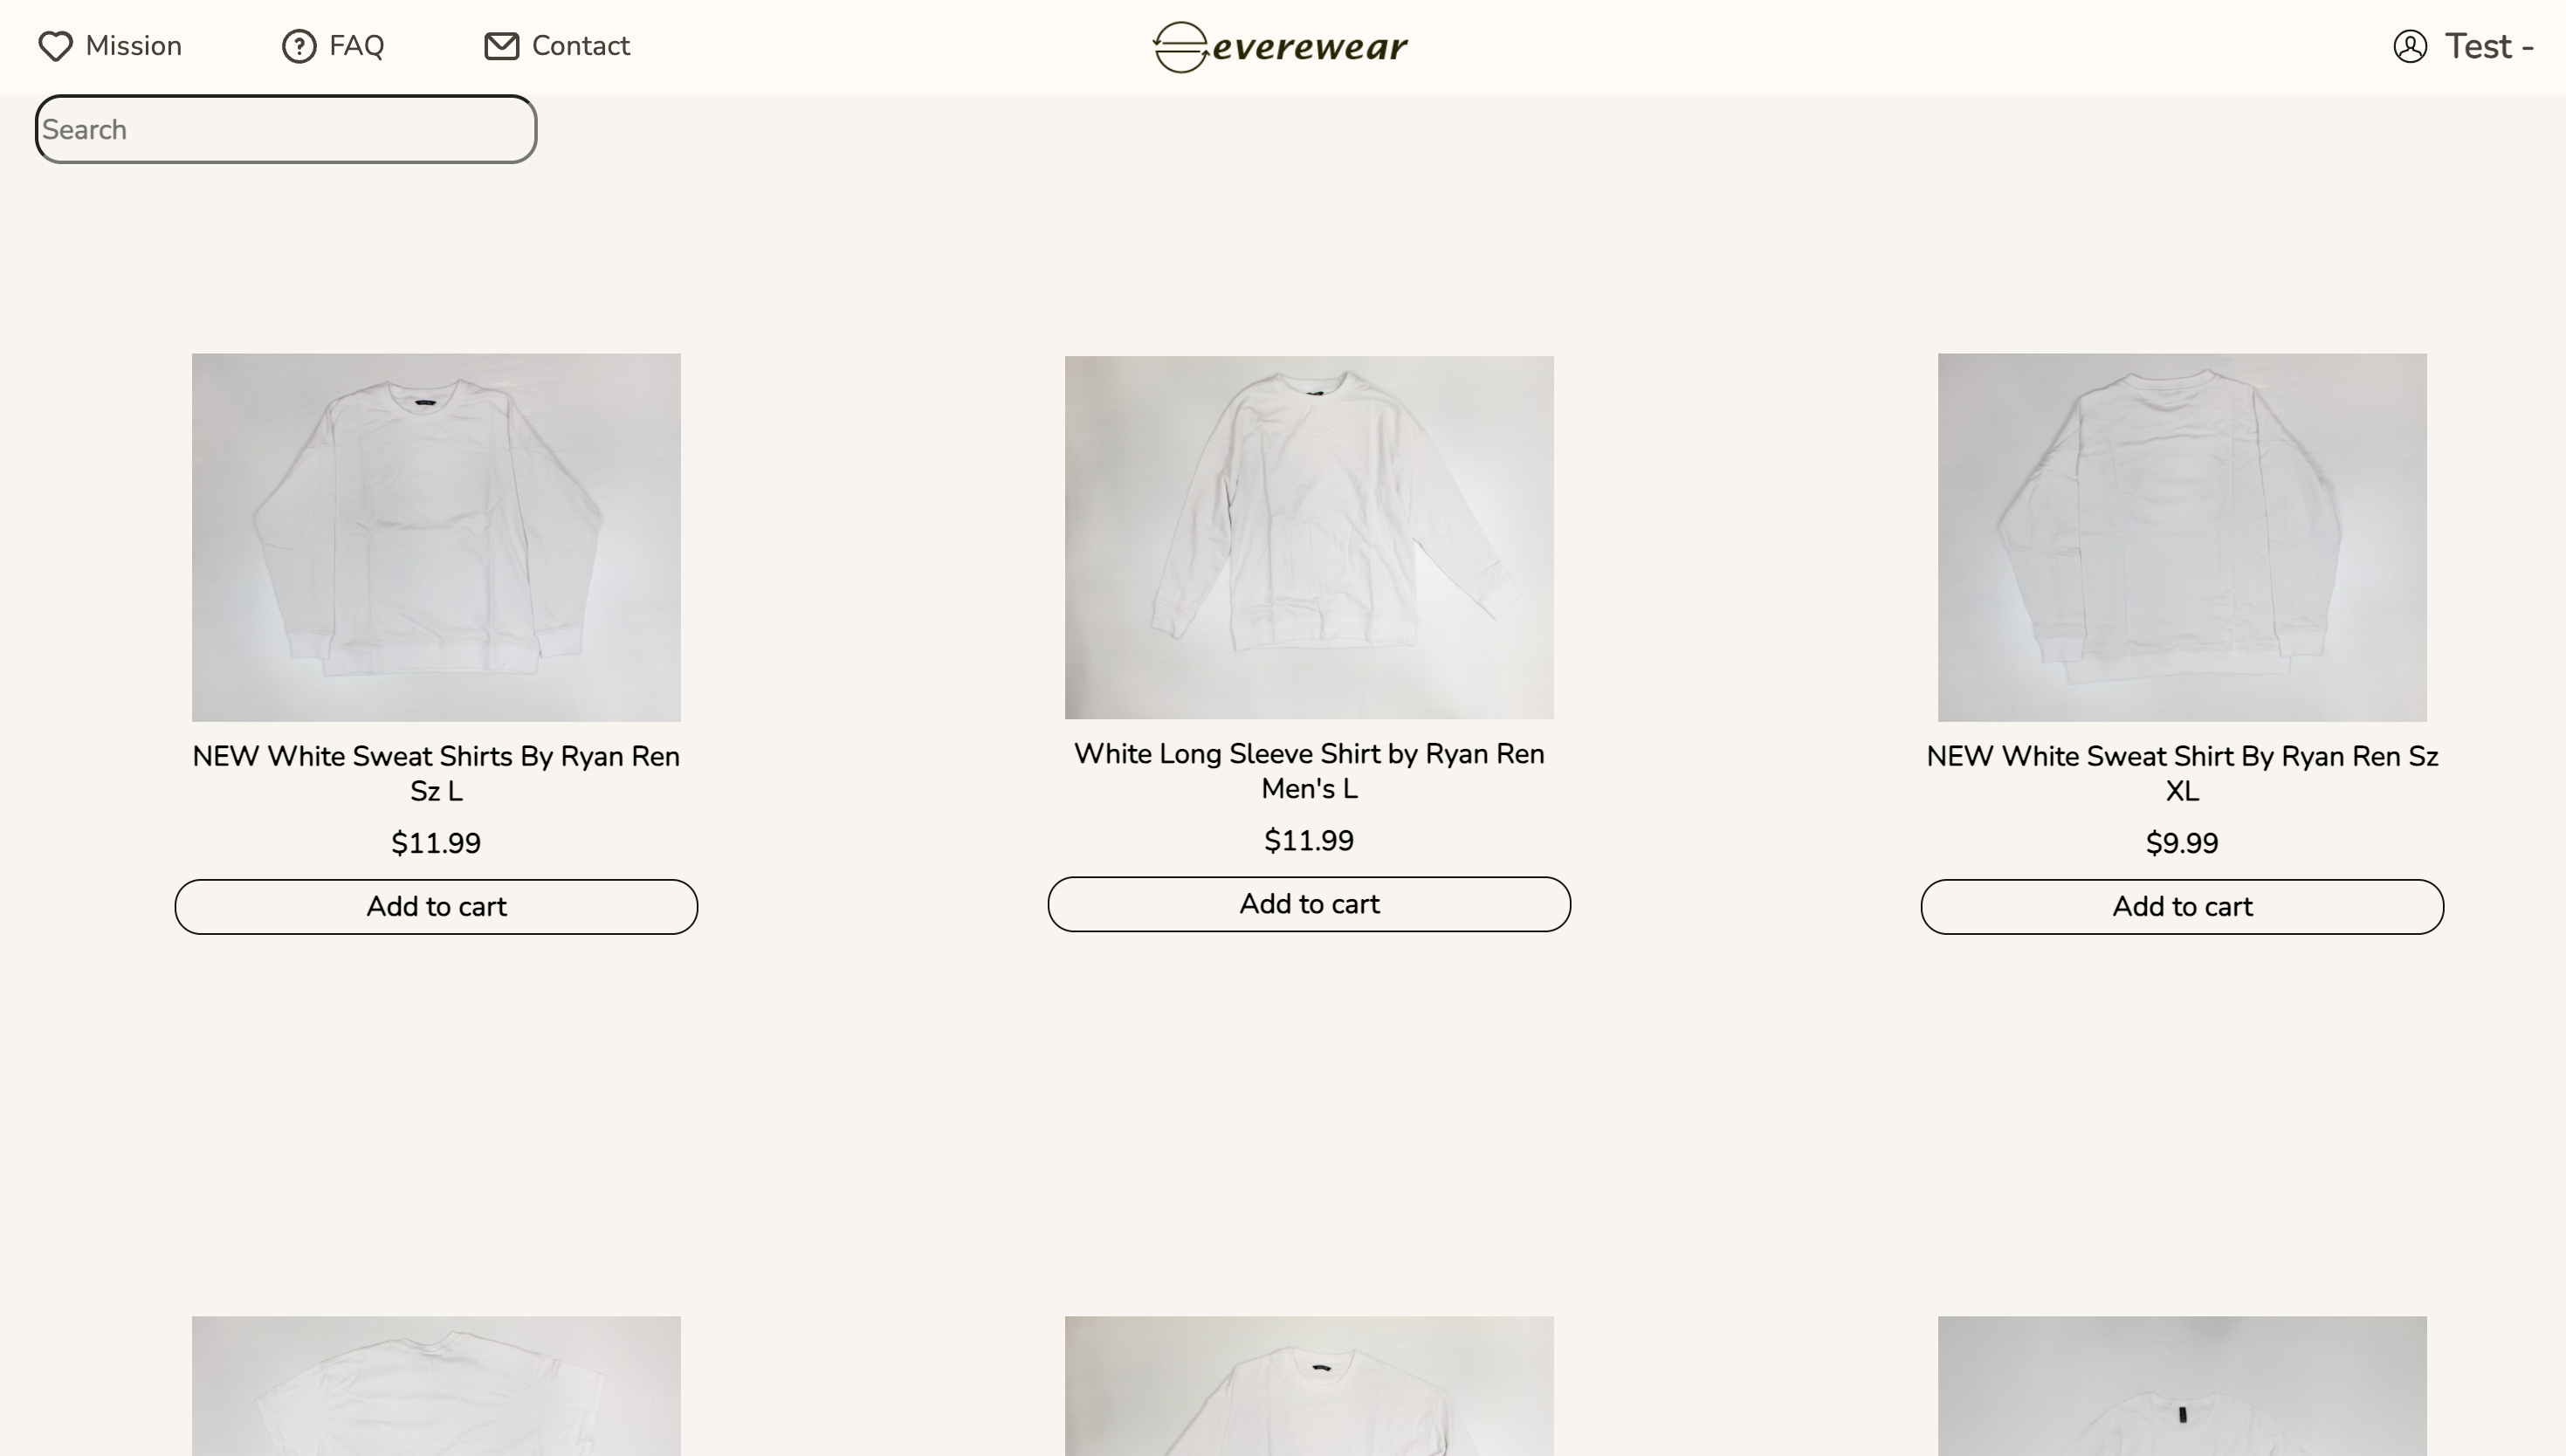 Mission
FAQ
Contact
everewear
Test -
Search
NEW White Sweat Shirts By Ryan Ren
Sz L
$11.99
Add to cart
White Long Sleeve Shirt by Ryan Ren
Men's L
$11.99
Add to cart
NEW White Sweat Shirt By Ryan Ren Sz
XL
$9.99
Add to cart